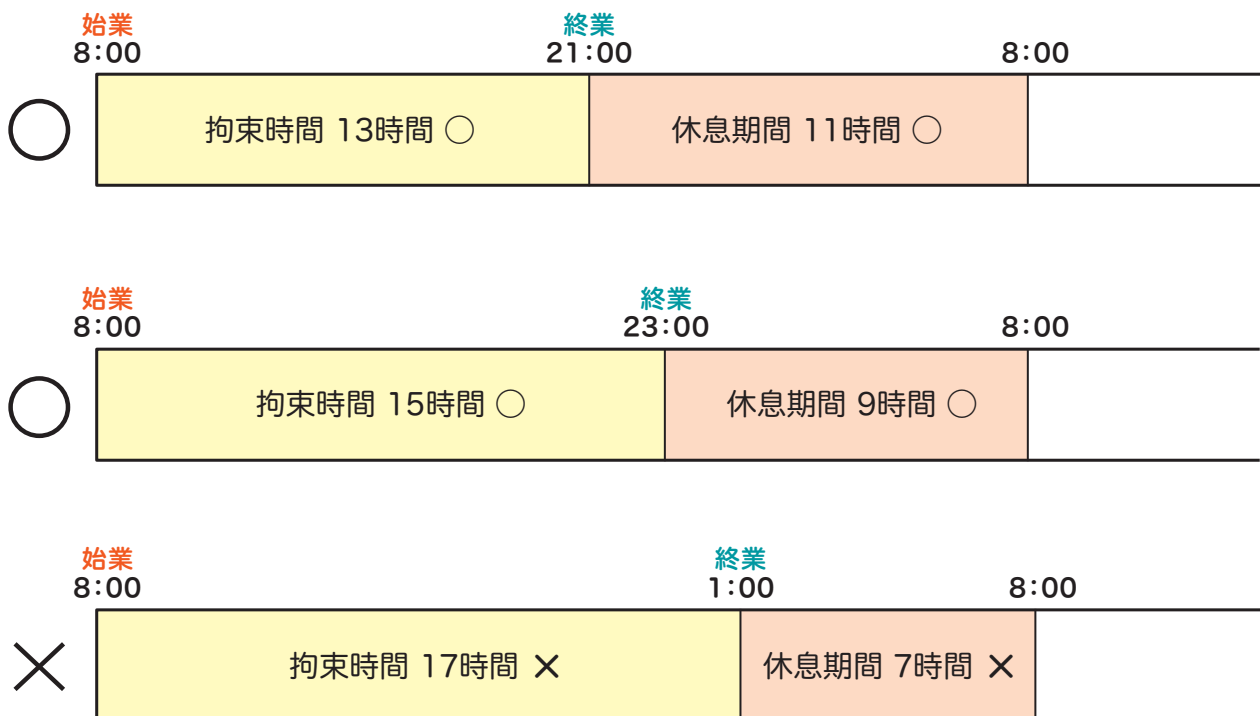 始業 終業
8:00 21:00 8:00
拘束時間 13時間 ○ 休息期間 11時間 ○
始業 終業
8:00 23:00 8:00
拘束時間 15時間 ○ 休息期間 9時間 ○
始業 終業
8:00 1:00 8:00
拘束時間 17時間 × 休息期間 7時間 ×